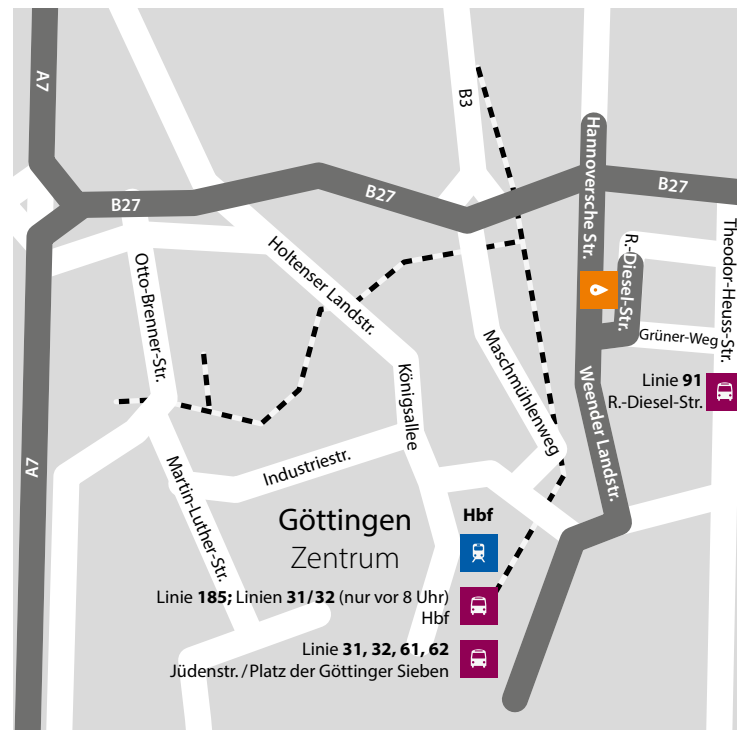 A7
B3
Hannoversche Str.
B27
B27
B27
Otto-Brenner-Str.
Holtenser Landstr.
R.-Diesel-Str.
Theodor-Heuss-Str.
Maschmühlenweg
Grüner-Weg
Königsallee
Weender Landstr.
Linie 91
R.-Diesel-Str.
A7
Martin-Luther-Str.
Industriestr.
Göttingen
Zentrum
Hbf
Linie 185; Linien 31/32 (nur vor 8 Uhr)
Hbf
Linie 31, 32, 61, 62
Jüdenstr./Platz der Göttinger Sieben